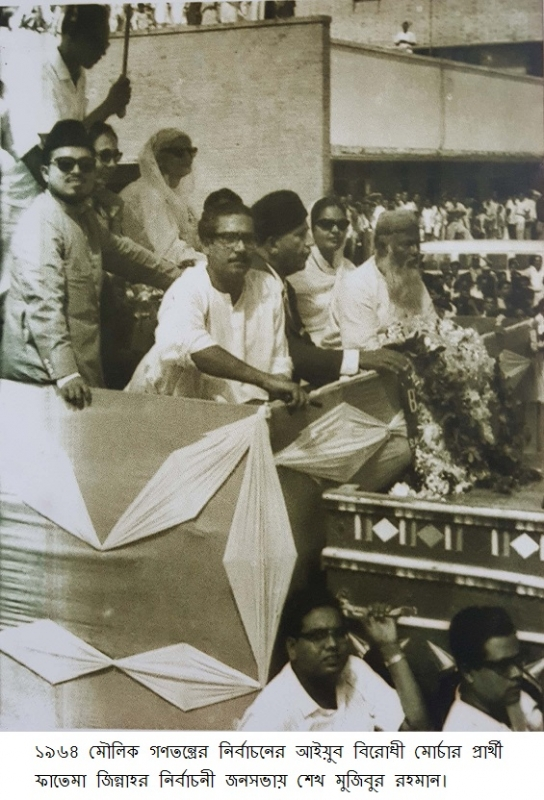 ১৯৬৪ মৌলিক গণতন্ত্রের নির্বাচনের আইয়ুব বিরোধী মোর্চার প্রার্থী
ফাতেমা জিন্নাহর নির্বাচনী জনসভায় শেখ মুজিবুর রহমান।